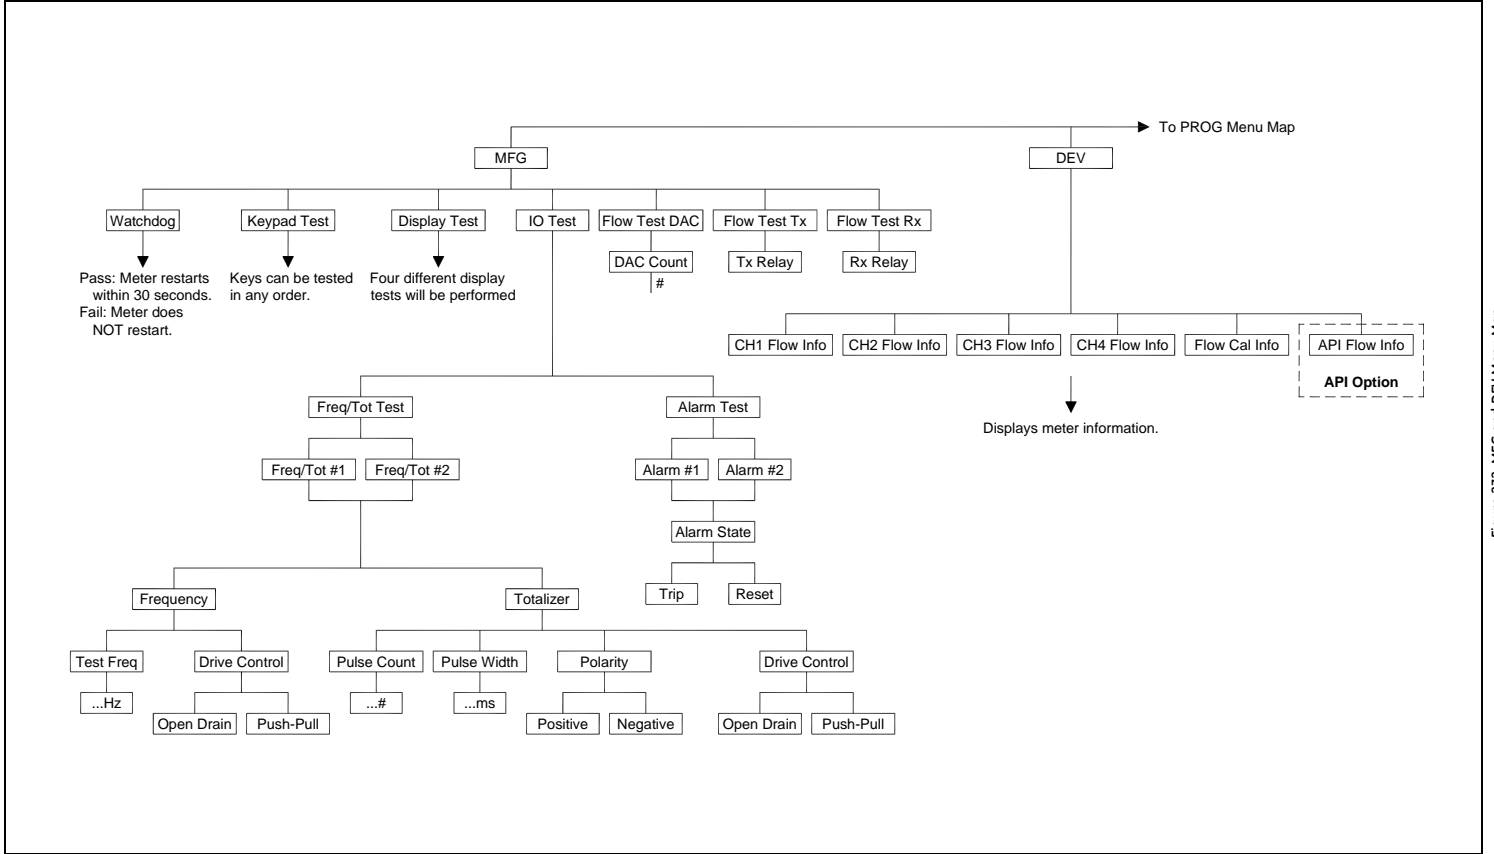 To PROG Menu Map
MFG
DEV
Watchdog
Keypad Test
Display Test
IO Test
Flow Test DAC
Flow Test Tx
Flow Test Rx
Pass: Meter restarts
within 30 seconds.
Fail: Meter does
NOT restart.
Keys can be tested
in any order.
Four different display
tests will be performed
DAC Count
#
Tx Relay
Rx Relay
CH1 Flow Info
CH2 Flow Info
CH3 Flow Info
CH4 Flow Info
Flow Cal Info
API Flow Info
API Option
Displays meter information.
Freq/Tot Test
Alarm Test
Freq/Tot #1
Freq/Tot #2
Alarm #1
Alarm #2
Alarm State
Trip
Reset
Frequency
Totalizer
Test Freq
Drive Control
Pulse Count
Pulse Width
Polarity
Drive Control
...Hz
Open Drain
Push-Pull
...#
...ms
Positive
Negative
Open Drain
Push-Pull